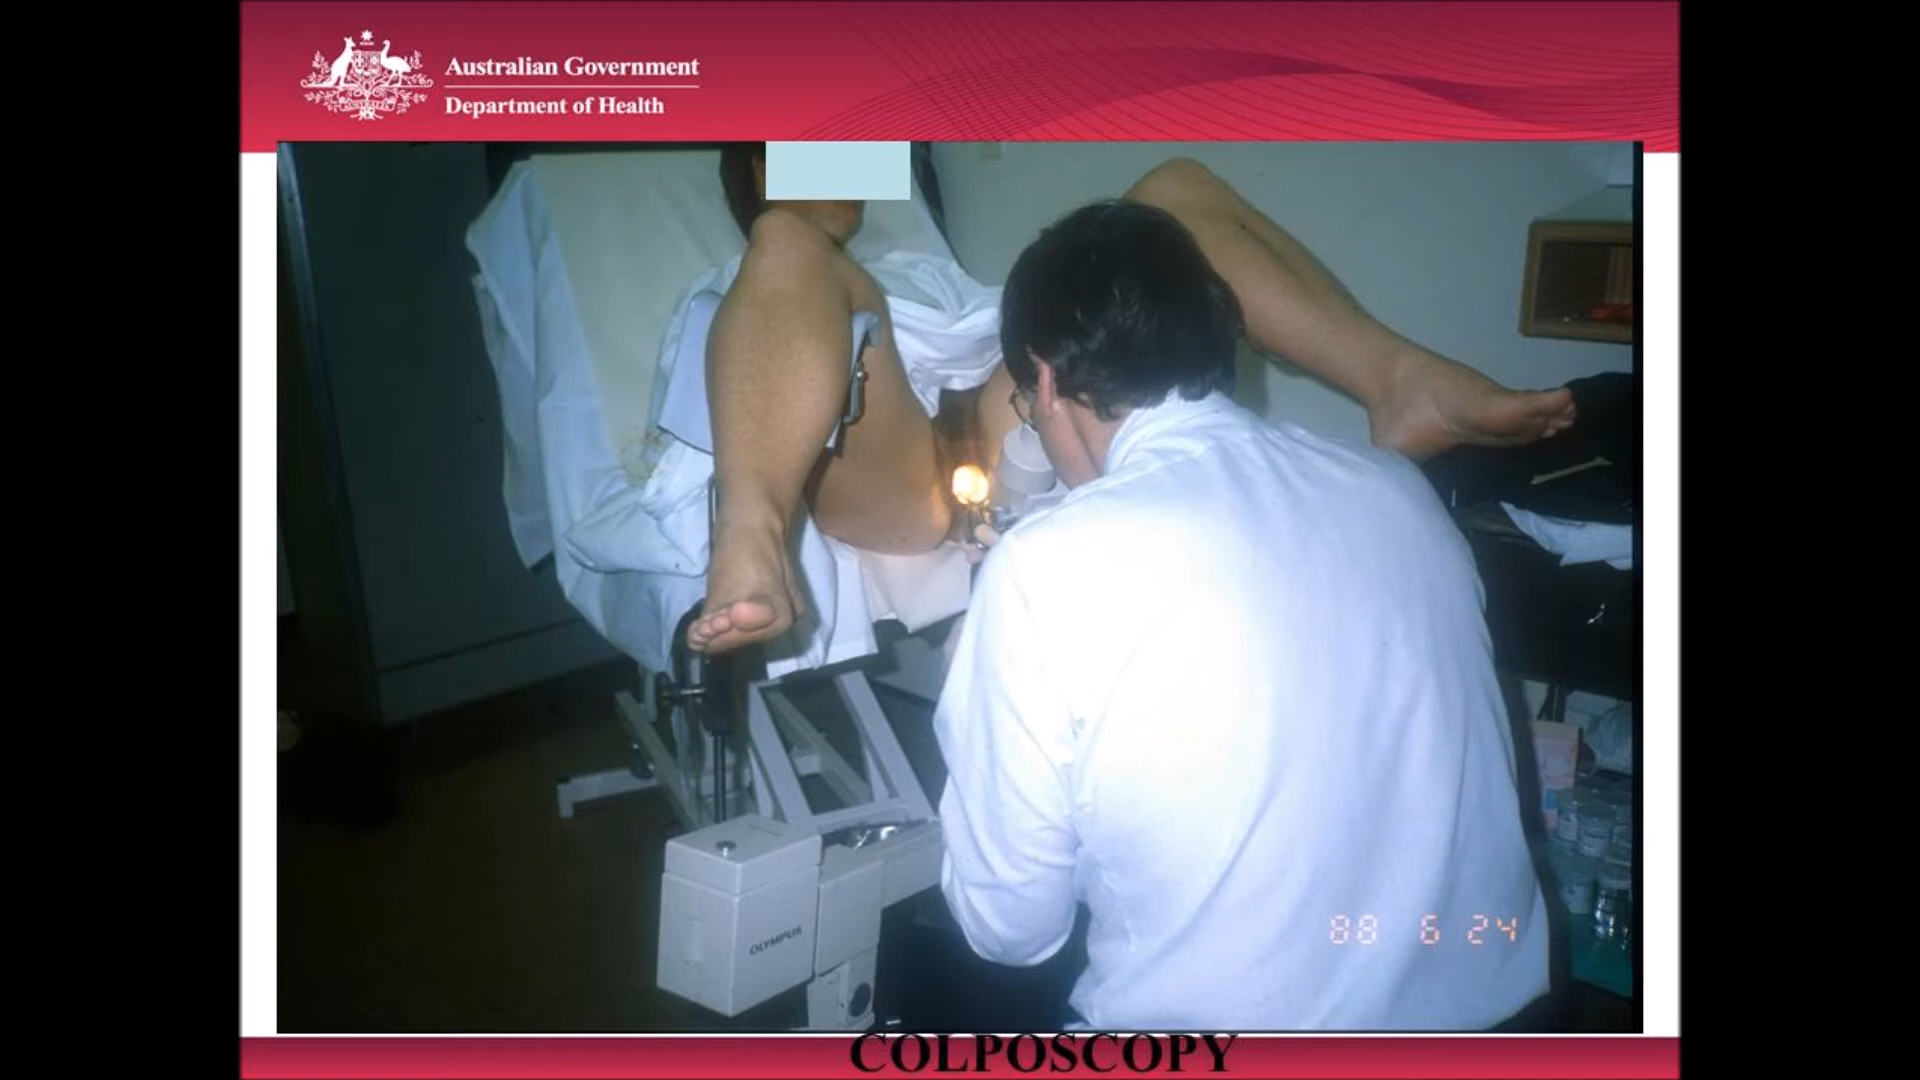 Australian Government
Department of Health
OLYMPUS
88 6 24
COLPOSCOPY